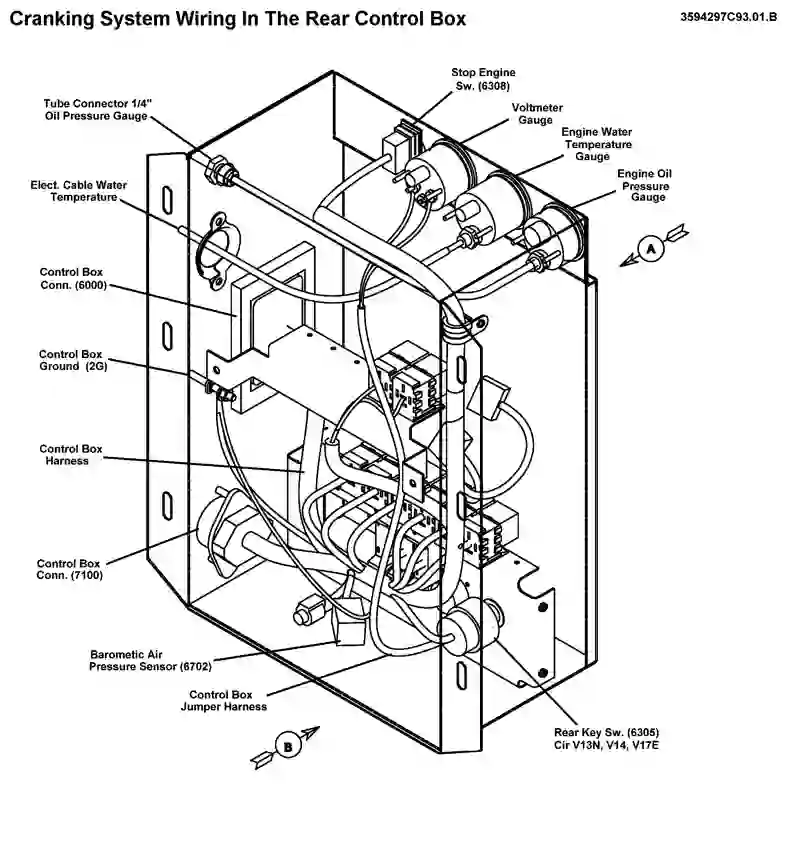 Cranking System Wiring In The Rear Control Box
3594297C93.01.B
Stop Engine
Sw. (6308)
Tube Connector 1/4"
Oil Pressure Gauge
Voltmeter
Gauge
Engine Water
Temperature
Gauge
Engine Oil
Pressure
Gauge
Elect. Cable Water
Temperature
A
Control Box
Conn. (6000)
Control Box
Ground (2G)
Control Box
Harness
Control Box
Conn. (7100)
Barometic Air
Pressure Sensor (6702)
Control Box
Jumper Harness
Rear Key Sw. (6305)
Cir V13N, V14, V17E
B